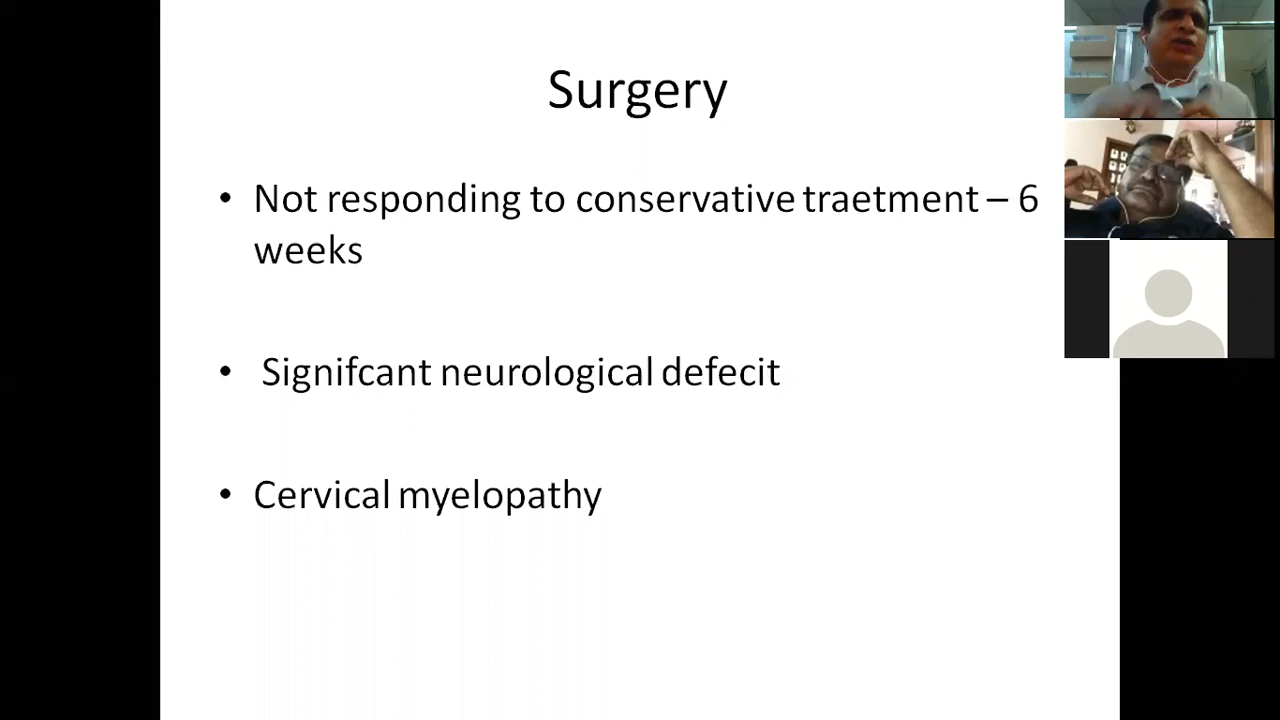 Surgery
• Not responding to conservative traetment – 6
weeks
• Signifcant neurological defecit
• Cervical myelopathy